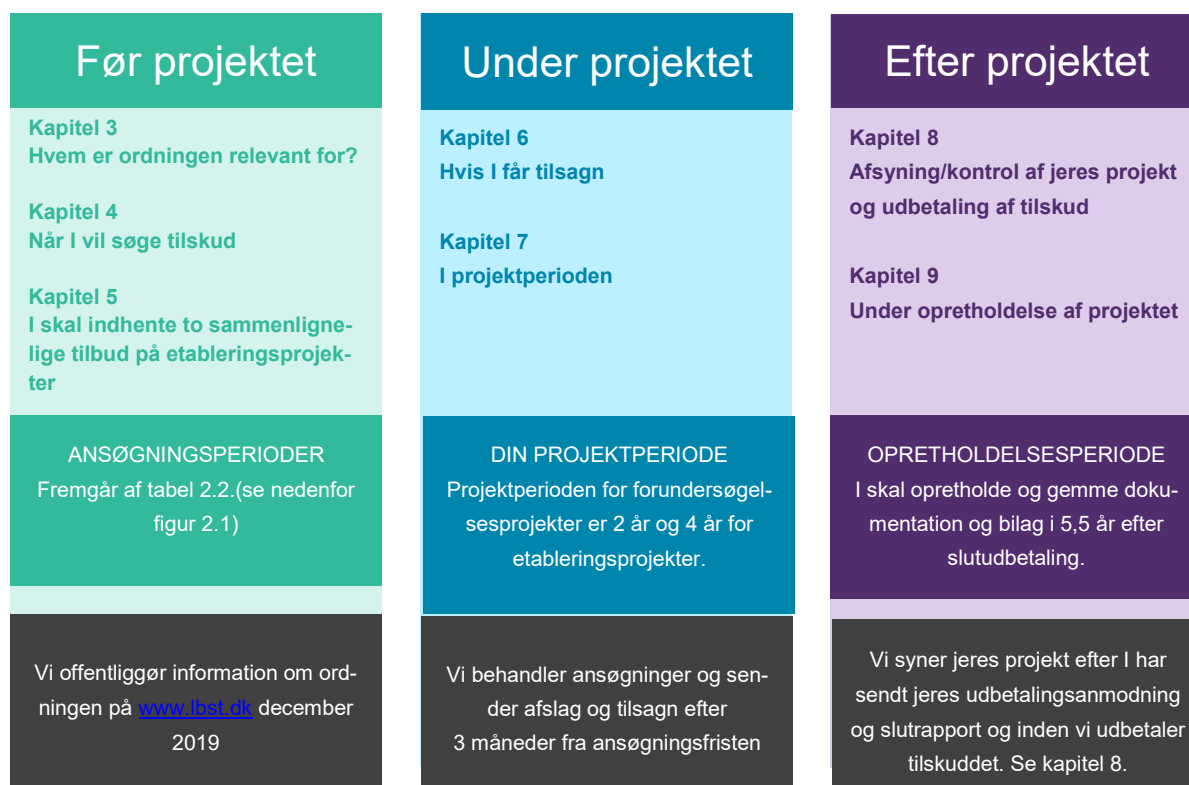 Før projektet
Kapitel 3
Hvem er ordningen relevant for?
Kapitel 4
Når I vil søge tilskud
Kapitel 5
I skal indhente to sammenligne-
lige tilbud på etableringsprojek-
ter
ANSØGNINGSPERIODER
Fremgår af tabel 2.2.(se nedenfor
figur 2.1)
Vi offentliggør information om ord-
ningen på www.lbst.dk december
2019
Under projektet
Kapitel 6
Hvis I får tilsagn
Kapitel 7
I projektperioden
DIN PROJEKTPERIODE
Projektperioden for forundersøgel-
sesprojekter er 2 år og 4 år for
etableringsprojekter.
Vi behandler ansøgninger og sen-
der afslag og tilsagn efter
3 måneder fra ansøgningsfristen
Efter projektet
Kapitel 8
Afsyning/kontrol af jeres projekt
og udbetaling af tilskud
Kapitel 9
Under opretholdelse af projektet
OPRETHOLDELSESPERIODE
I skal opretholde og gemme doku-
mentation og bilag i 5,5 år efter
slutudbetaling.
Vi syner jeres projekt efter I har
sendt jeres udbetalingsanmodning
og slutrapport og inden vi udbetaler
tilskuddet. Se kapitel 8.